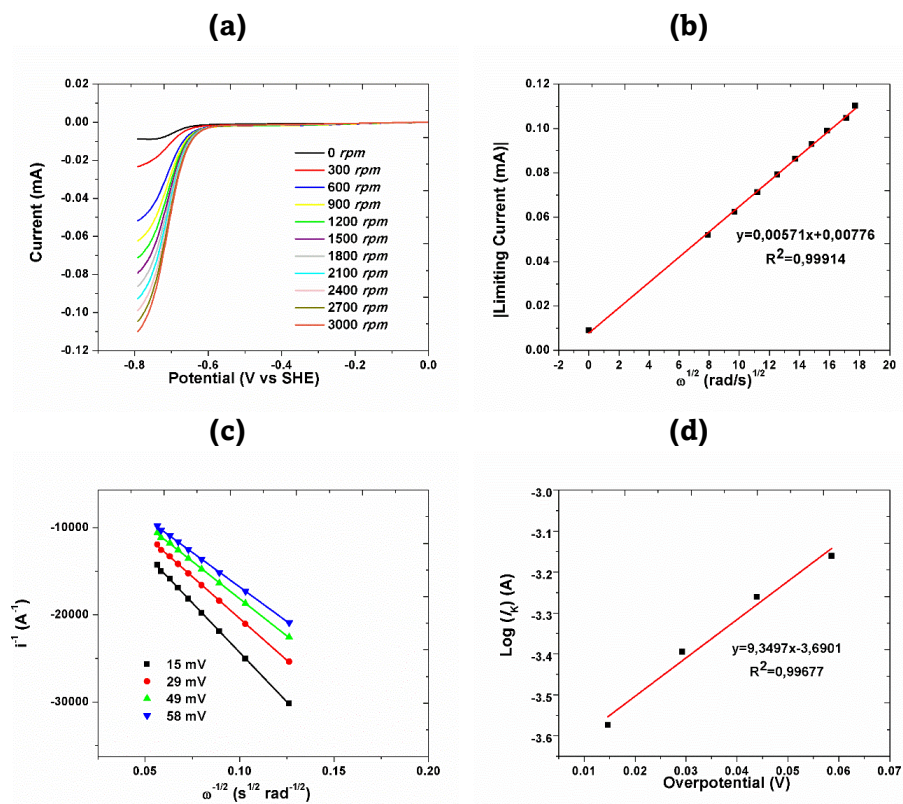 (a)
0.02
0.00
-0.02
-0.04
-0.06
-0.08
-0.10
-0.12
Current (mA)
0 rpm
300 rpm
600 rpm
900 rpm
1200 rpm
1500 rpm
1800 rpm
2100 rpm
2400 rpm
2700 rpm
3000 rpm
-0.8 -0.6 -0.4 -0.2 0.0
Potential (V vs SHE)
(b)
0.12
0.10
0.08
0.06
0.04
0.02
0.00
|Limiting Current (mA)|
y=0,00571x+0,00776
R²=0,99914
-2 0 2 4 6 8 10 12 14 16 18 20
ω^1/2 (rad/s)^1/2
(c)
-10000
-20000
-30000
i⁻¹ (A⁻¹)
15 mV
29 mV
49 mV
58 mV
0.05 0.10 0.15 0.20
ω^-1/2 (s^1/2 rad^-1/2)
(d)
-3.0
-3.1
-3.2
-3.3
-3.4
-3.5
-3.6
Log (I_K) (A)
y=9,3497x-3,6901
R²=0,99677
0.01 0.02 0.03 0.04 0.05 0.06 0.07
Overpotential (V)